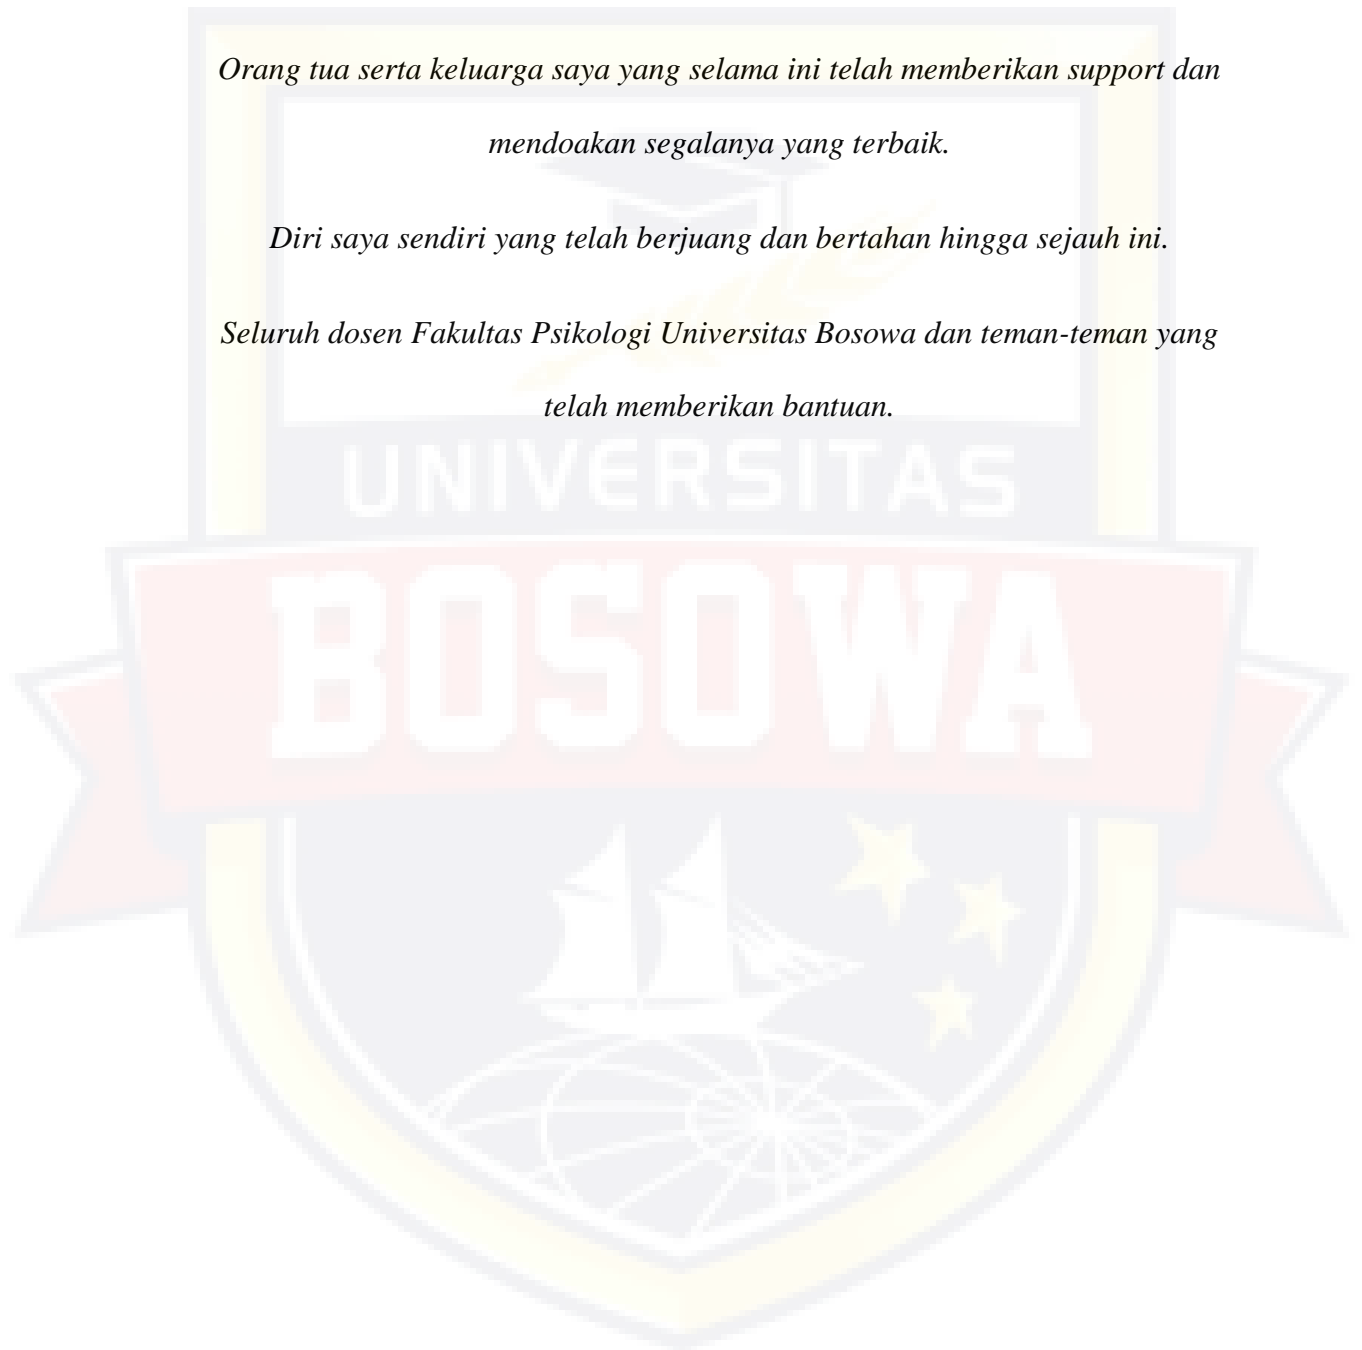 Orang tua serta keluarga saya yang selama ini telah memberikan support dan
mendoakan segalanya yang terbaik.
Diri saya sendiri yang telah berjuang dan bertahan hingga sejauh ini.
Seluruh dosen Fakultas Psikologi Universitas Bosowa dan teman-teman yang
telah memberikan bantuan.
UNIVERSITAS
BOSOWA